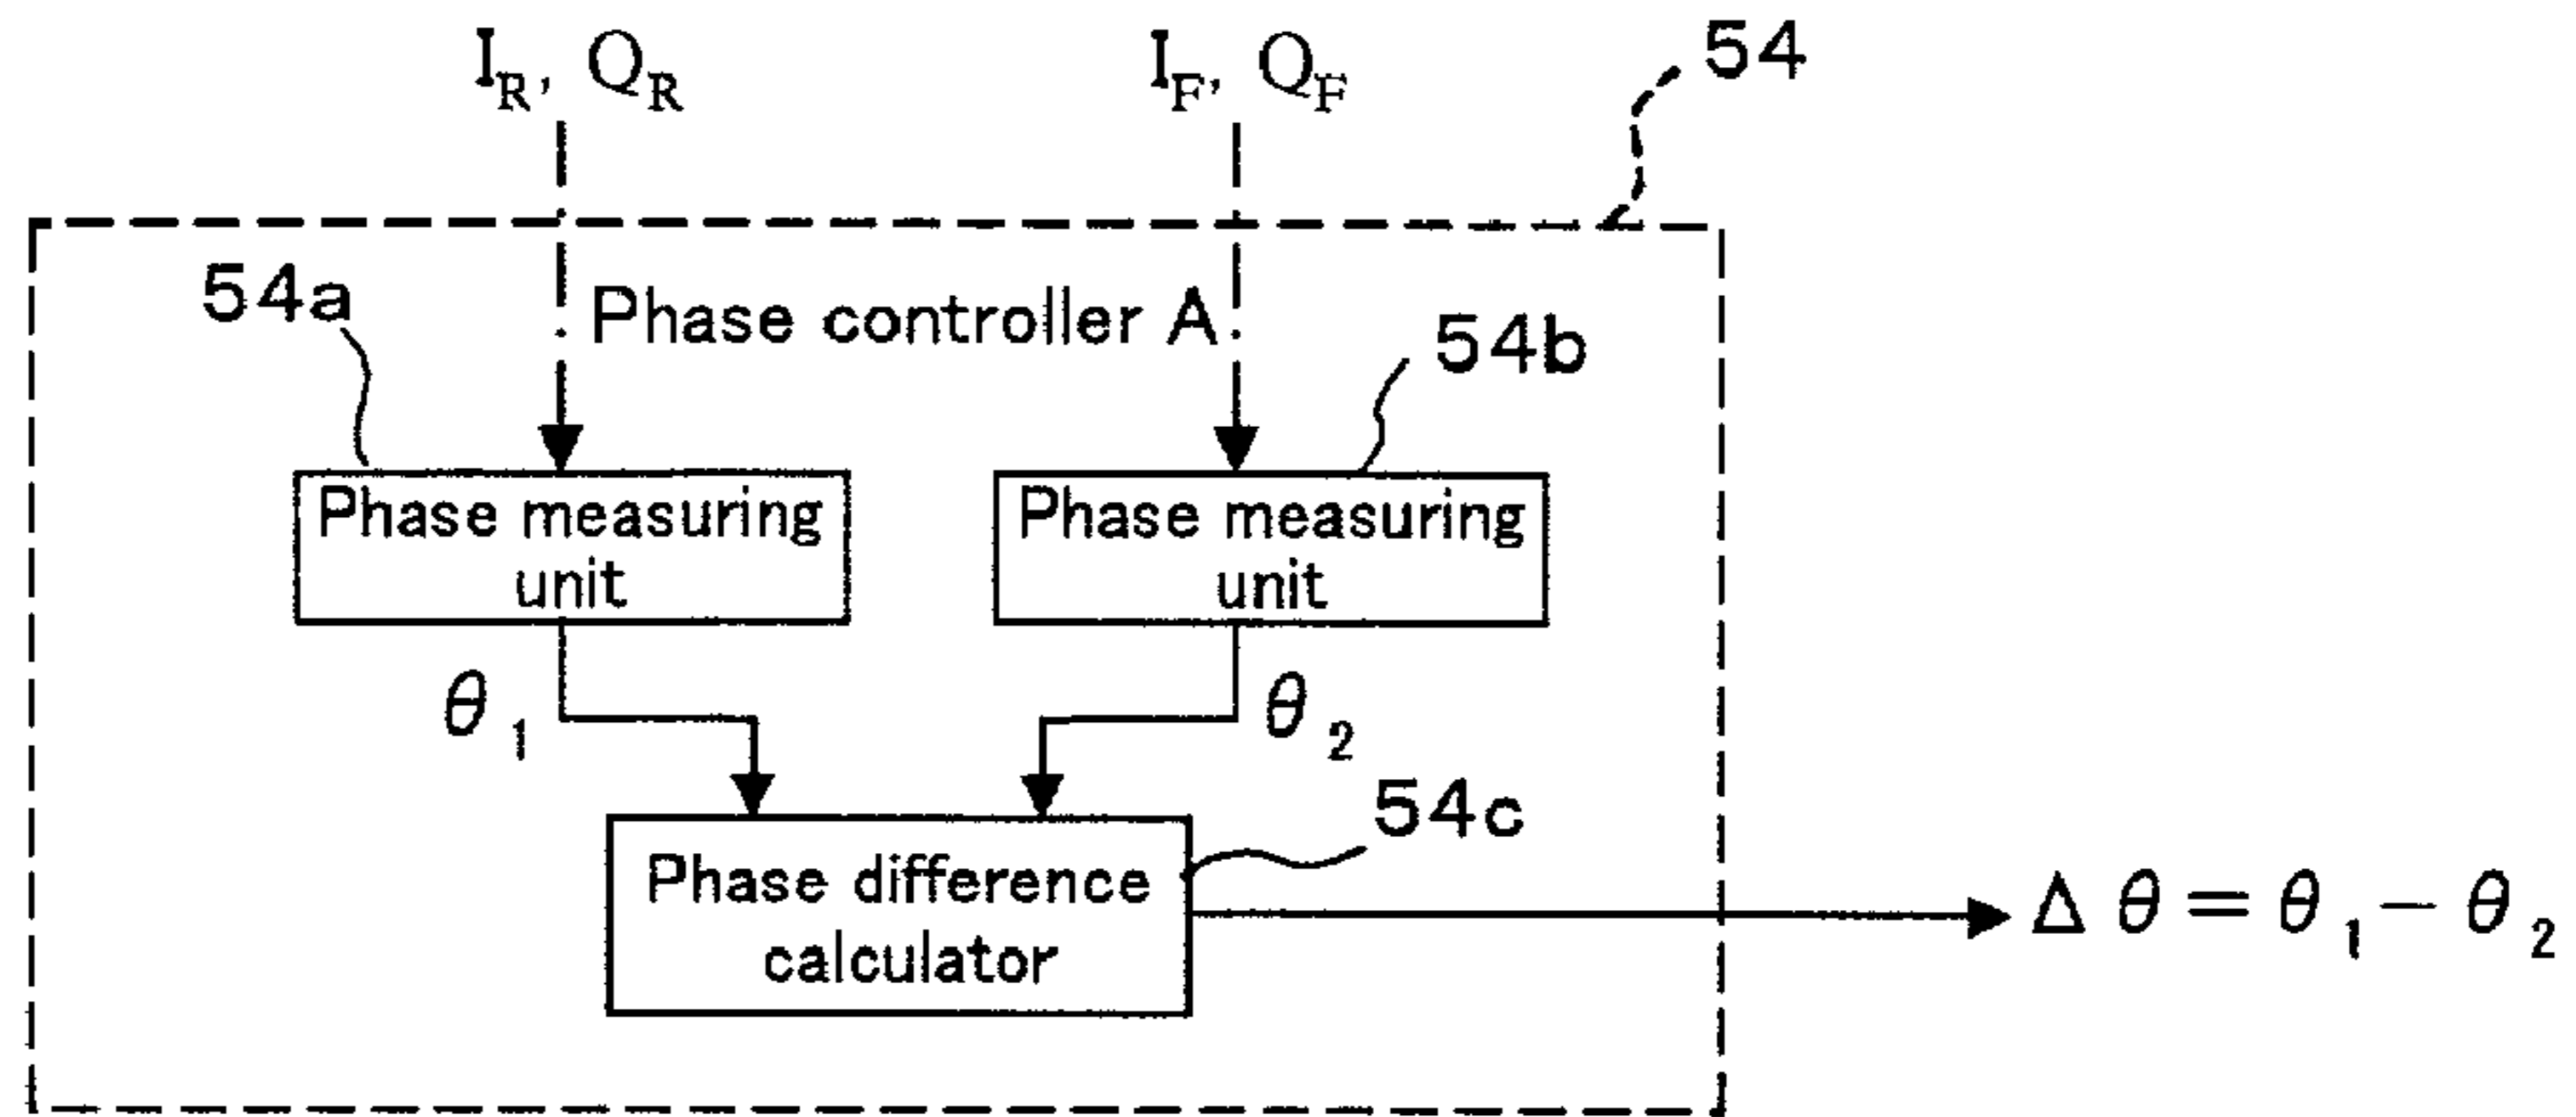 I_R, Q_R
I_F, Q_F
54
54a
Phase controller A
54b
Phase measuring
unit
Phase measuring
unit
θ₁
θ₂
54c
Phase difference
calculator
Δθ=θ₁-θ₂